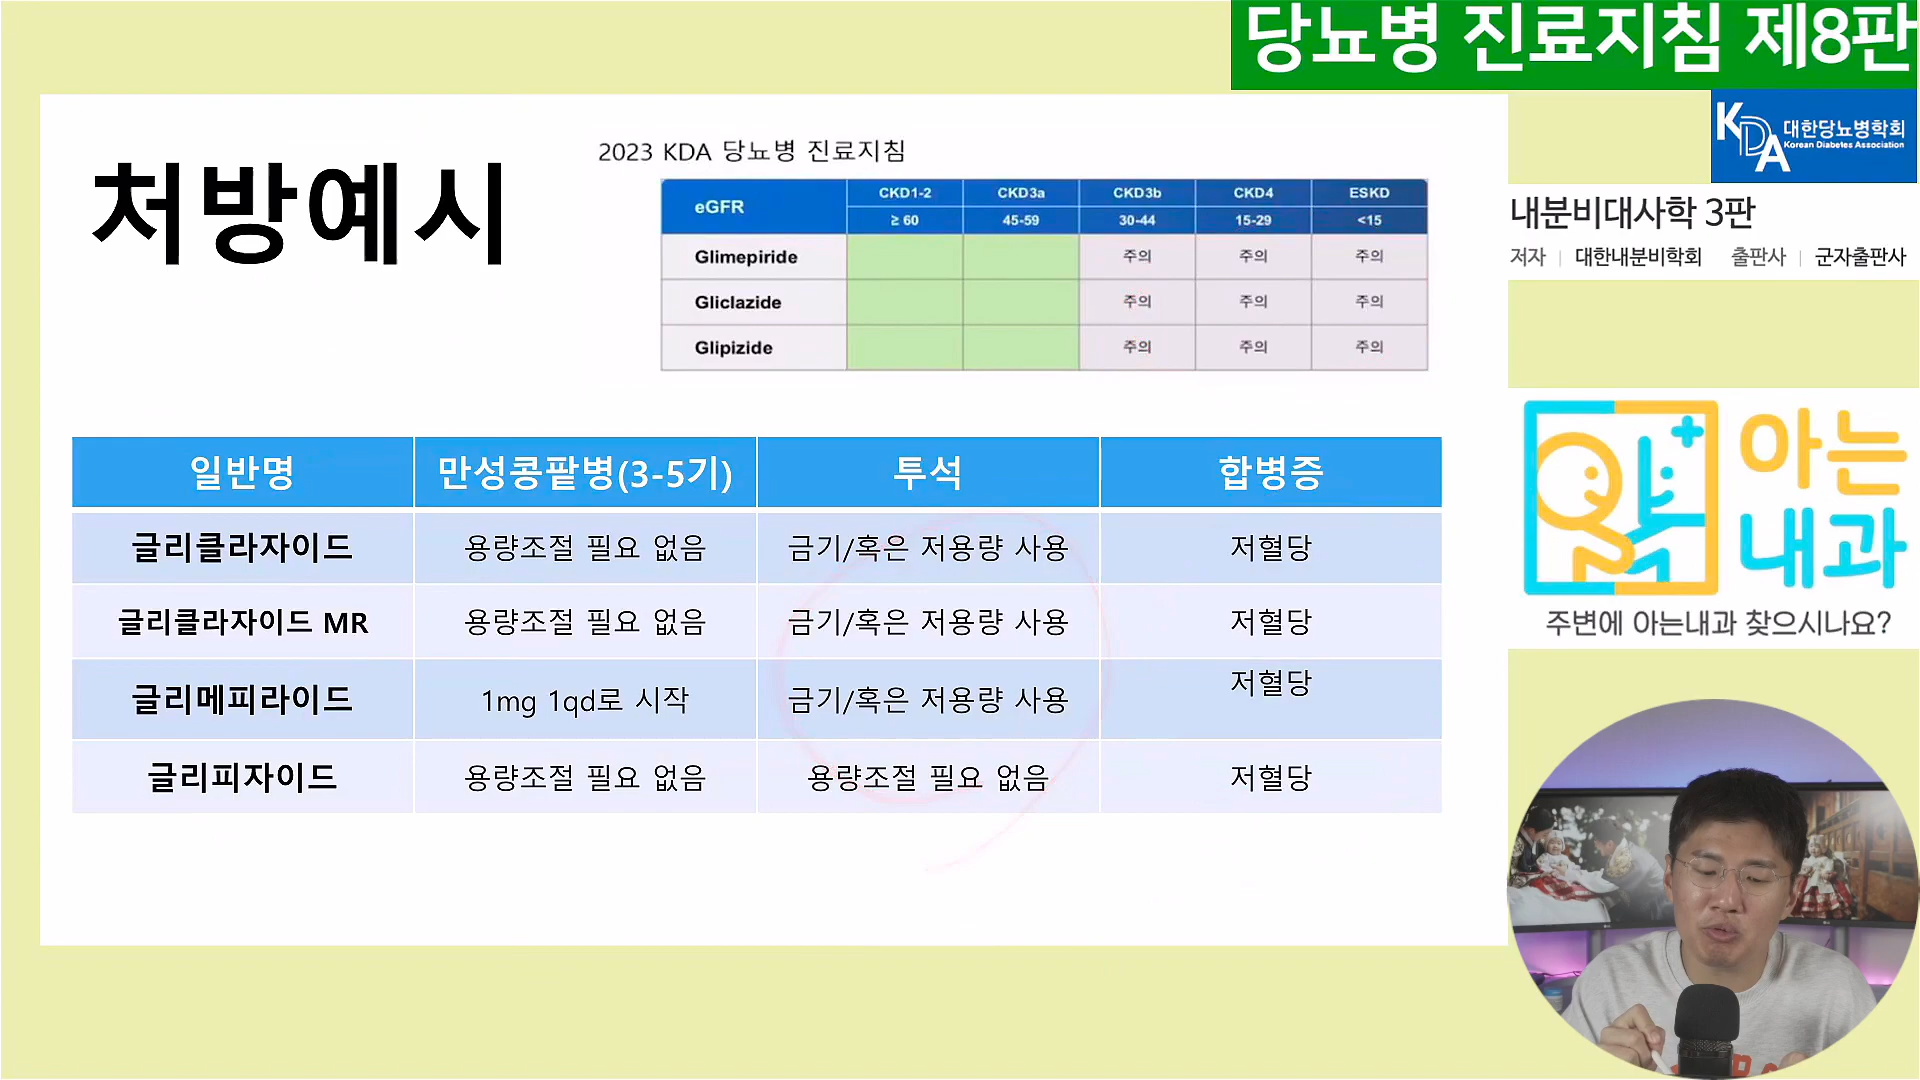 당뇨병 진료지침 제8판
KDA 대한당뇨병학회
Korean Diabetes Association
내분비대사학 3판
저자 | 대한내분비학회 출판사 | 군자출판사
처방예시
2023 KDA 당뇨병 진료지침
eGFR CKD1-2 CKD3a CKD3b CKD4 ESKD
≥ 60 45-59 30-44 15-29 <15
Glimepiride 주의 주의 주의
Gliclazide 주의 주의 주의
Glipizide 주의 주의 주의
일반명 만성콩팥병(3-5기) 투석 합병증
글리클라자이드 용량조절 필요 없음 금기/혹은 저용량 사용 저혈당
글리클라자이드 MR 용량조절 필요 없음 금기/혹은 저용량 사용 저혈당
글리메피라이드 1mg 1qd로 시작 금기/혹은 저용량 사용 저혈당
글리피자이드 용량조절 필요 없음 용량조절 필요 없음 저혈당
아는
내과
주변에 아는내과 찾으시나요?